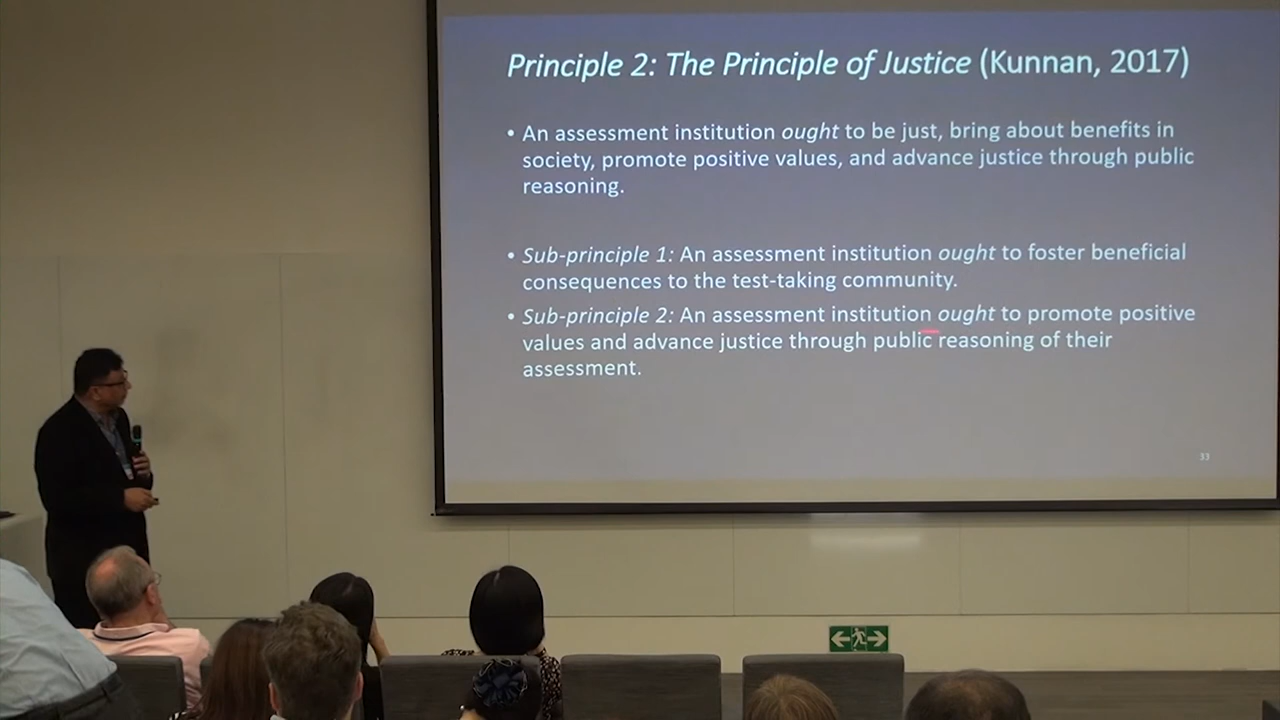 Principle 2: The Principle of Justice (Kunnan, 2017)
• An assessment institution ought to be just, bring about benefits in
society, promote positive values, and advance justice through public
reasoning.
• Sub-principle 1: An assessment institution ought to foster beneficial
consequences to the test-taking community.
• Sub-principle 2: An assessment institution ought to promote positive
values and advance justice through public reasoning of their
assessment.
33